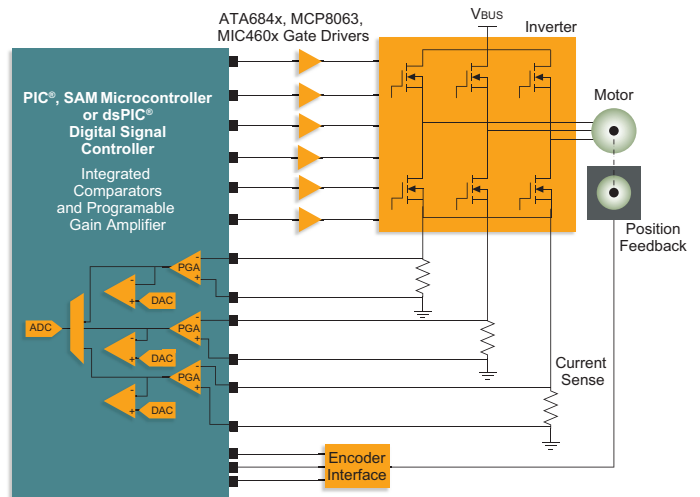 ATA684x, MCP8063,
MIC460x Gate Drivers
VBUS
Inverter
PIC®, SAM Microcontroller
or dsPIC®
Digital Signal
Controller
Integrated
Comparators
and Programable
Gain Amplifier
Motor
Position
Feedback
-
PGA
+
-
+
DAC
ADC
-
PGA
+
-
+
DAC
-
PGA
+
-
+
DAC
Current
Sense
Encoder
Interface